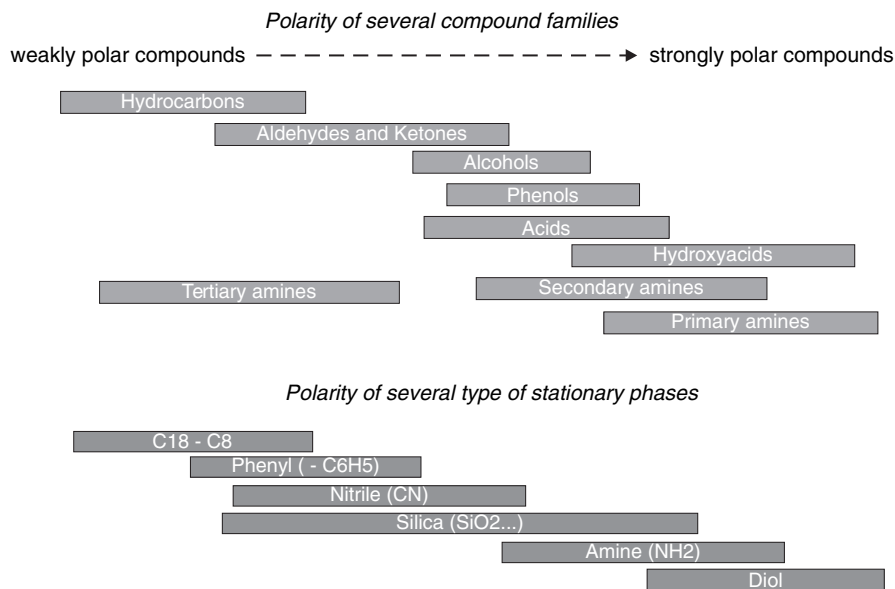 Polarity of several compound families
weakly polar compounds strongly polar compounds
Hydrocarbons
Aldehydes and Ketones
Alcohols
Phenols
Acids
Hydroxyacids
Tertiary amines Secondary amines
Primary amines
Polarity of several type of stationary phases
C18 - C8
Phenyl ( - C6H5)
Nitrile (CN)
Silica (SiO2...)
Amine (NH2)
Diol